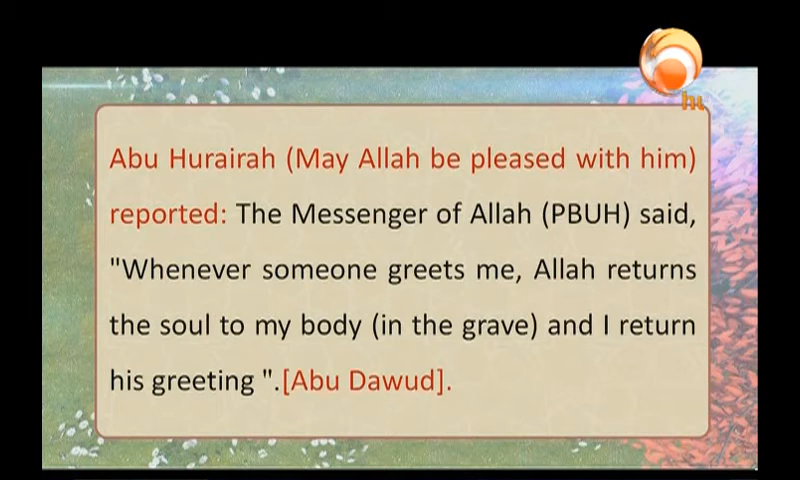 hu
Abu Hurairah (May Allah be pleased with him)
reported: The Messenger of Allah (PBUH) said,
"Whenever someone greets me, Allah returns
the soul to my body (in the grave) and I return
his greeting ".[Abu Dawud].